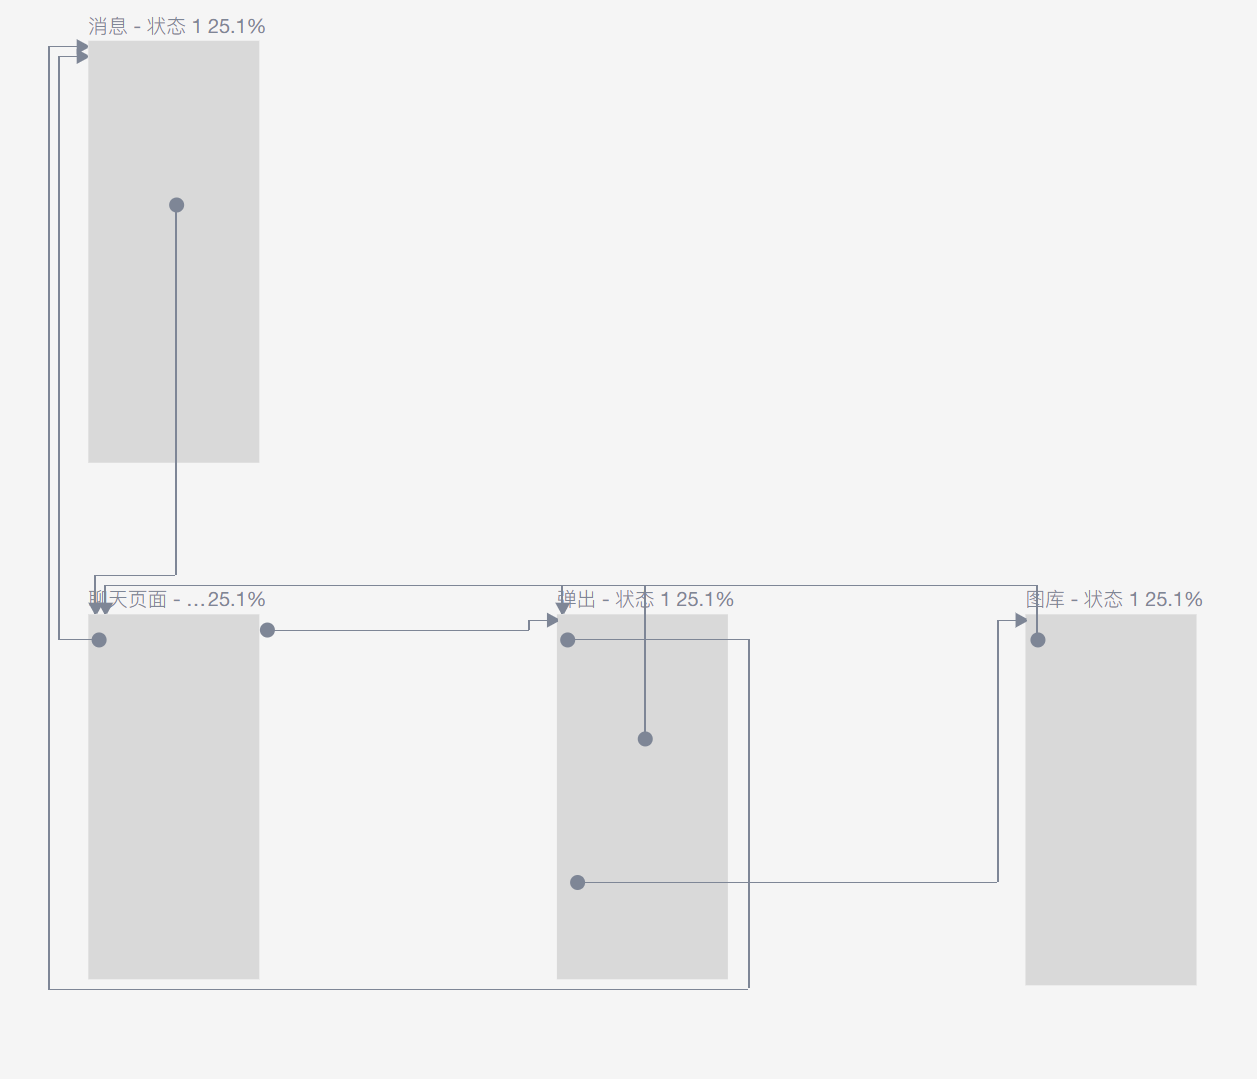 消息 - 状态 1 25.1%
聊天页面 - ...25.1%
弹出 - 状态 1 25.1%
图库 - 状态 1 25.1%